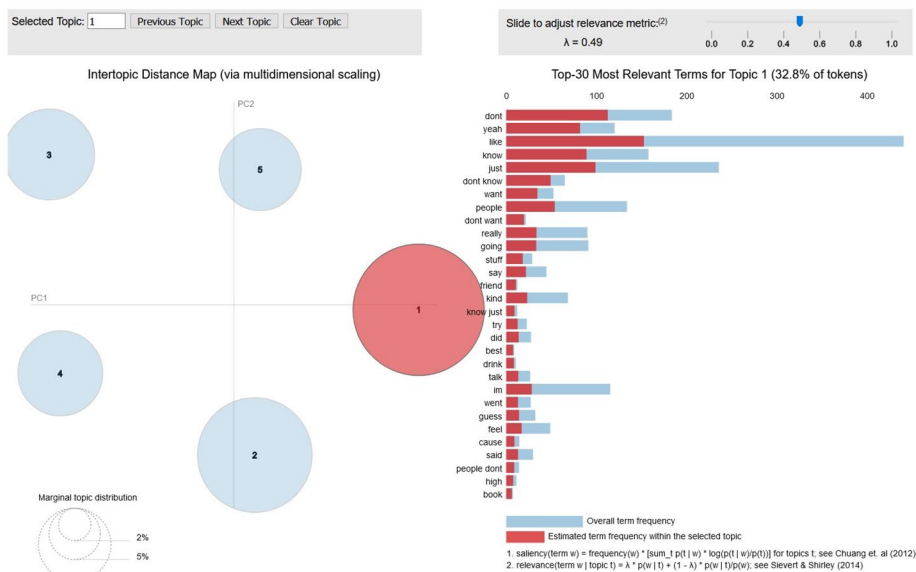 Selected Topic: 1 Previous Topic Next Topic Clear Topic
Slide to adjust relevance metric:(2)
λ = 0.49
0.0 0.2 0.4 0.6 0.8 1.0
Intertopic Distance Map (via multidimensional scaling)
PC2
PC1
3
5
1
4
2
Marginal topic distribution
2%
5%
Top-30 Most Relevant Terms for Topic 1 (32.8% of tokens)
0 100 200 300 400
dont
yeah
like
know
just
dont know
want
people
dont want
really
going
stuff
say
friend
kind
know just
try
did
best
drink
talk
im
went
guess
feel
cause
said
people dont
high
book
Overall term frequency
Estimated term frequency within the selected topic
1. saliency(term w) = frequency(w) * [sum_t p(t | w) * log(p(t | w)/p(t))] for topics t; see Chuang et. al (2012)
2. relevance(term w | topic t) = λ * p(w | t) + (1 - λ) * p(w | t)/p(w); see Sievert & Shirley (2014)